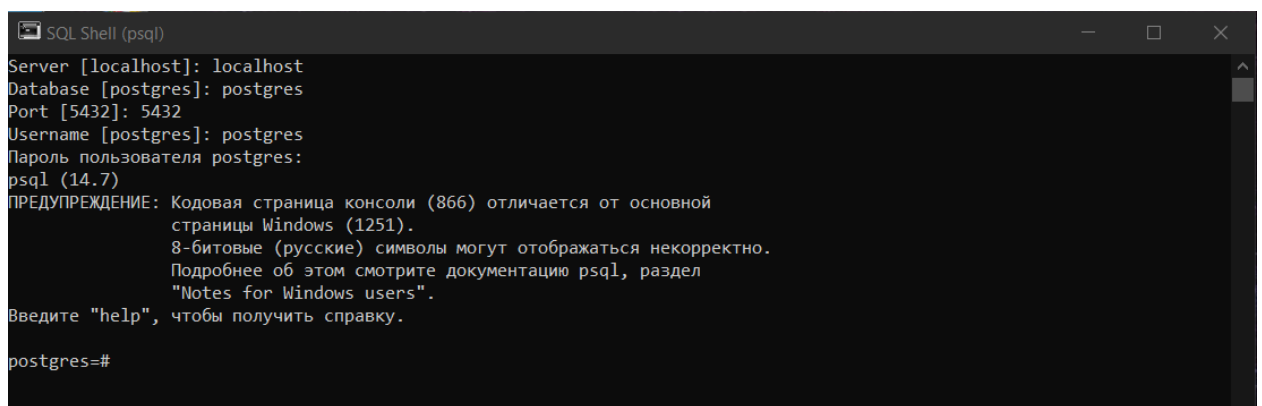 SQL Shell (psql)
Server [localhost]: localhost
Database [postgres]: postgres
Port [5432]: 5432
Username [postgres]: postgres
Пароль пользователя postgres:
psql (14.7)
ПРЕДУПРЕЖДЕНИЕ: Кодовая страница консоли (866) отличается от основной
страницы Windows (1251).
8-битовые (русские) символы могут отображаться некорректно.
Подробнее об этом смотрите документацию psql, раздел
"Notes for Windows users".
Введите "help", чтобы получить справку.
postgres=#